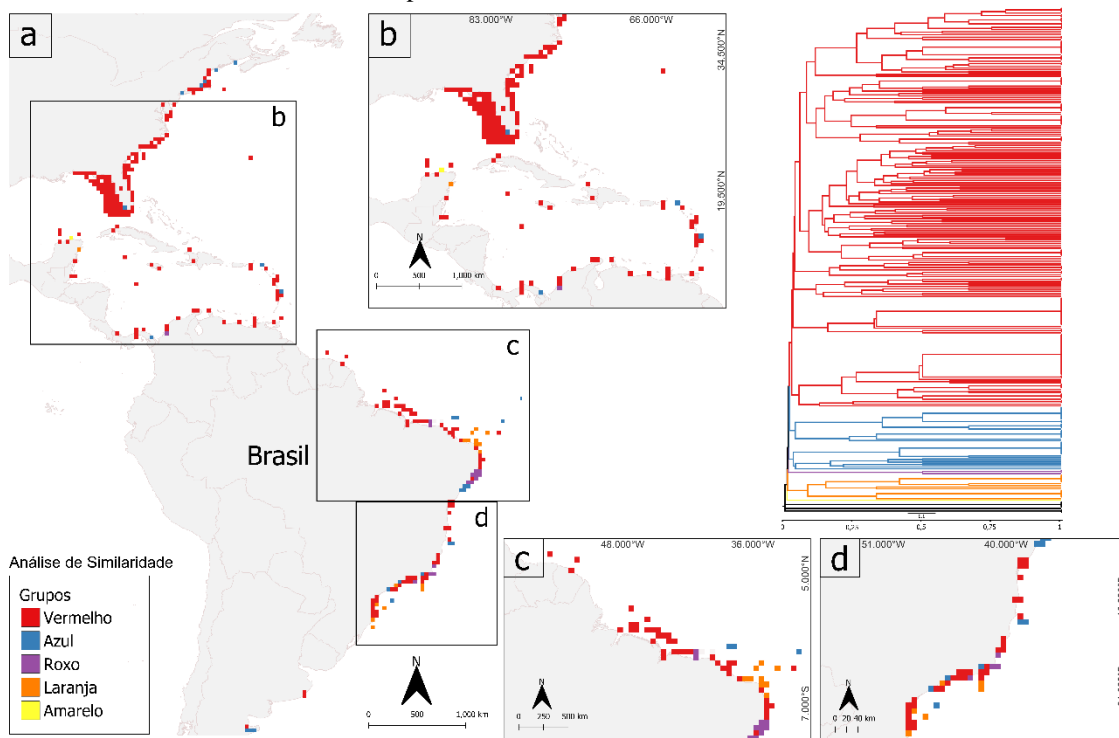 a
b
83.000°W
66.000°W
34.500°N
19.500°N
N
0 500 1,000 km
b
c
Brasil
d
0 0,25 0,5 0,75 1
Análise de Similaridade
Grupos
Vermelho
Azul
Roxo
Laranja
Amarelo
N
0 500 1,000 km
c
48.000°W
36.000°W
5.000°N
7.000°S
N
0 250 500 km
d
51.000°W
40.000°W
N
0 20 40 km